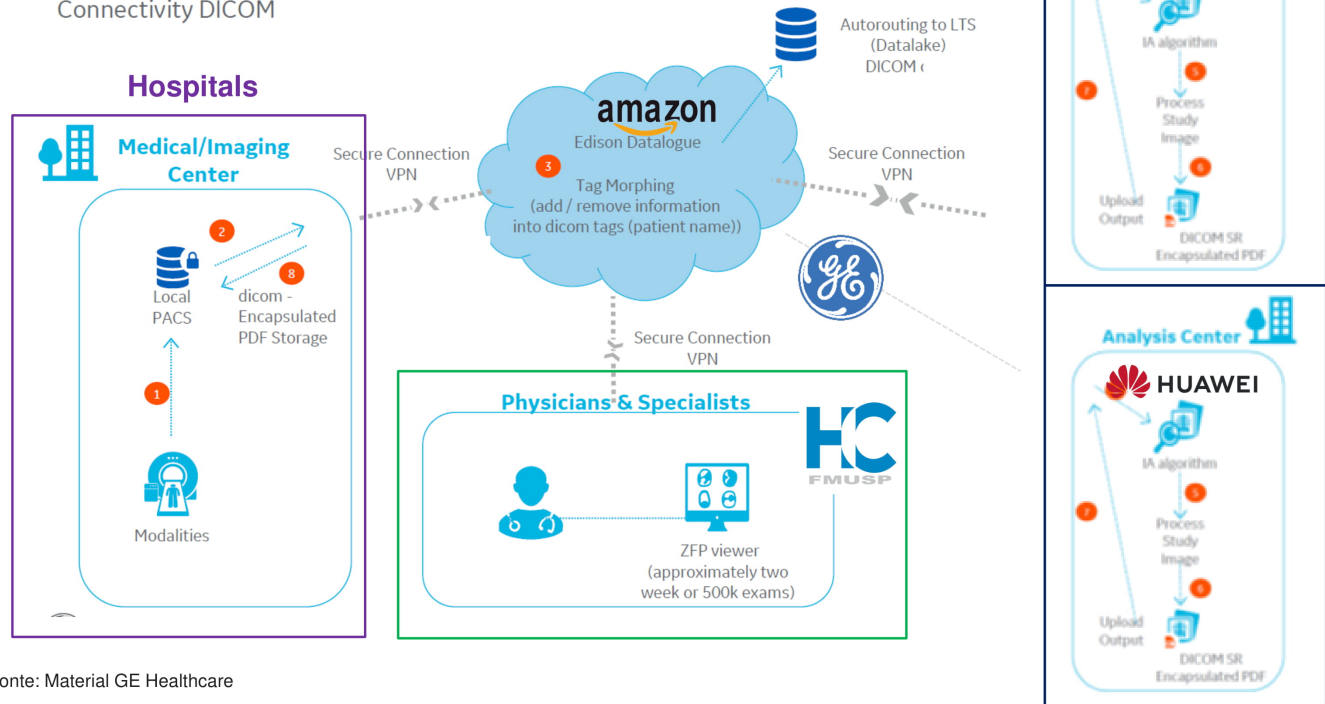 Connectivity DICOM
Hospitals
Medical/Imaging
Center
2
8
Local
PACS
dicom -
Encapsulated
PDF Storage
1
Modalities
Secure Connection
VPN
amazon
Edison Datalogue
3
Tag Morphing
(add / remove information
into dicom tags (patient name))
Autorouting to LTS
(Datalake)
DICOM
Secure Connection
VPN
GE
Secure Connection
VPN
Physicians & Specialists
HC
FMUSP
ZFP viewer
(approximately two
week or 500k exams)
IA algorithm
5
7
Process
Study
Image
6
Upload
Output
DICOM SR
Encapsulated PDF
Analysis Center
HUAWEI
IA algorithm
5
7
Process
Study
Image
6
Upload
Output
DICOM SR
Encapsulated PDF
onte: Material GE Healthcare